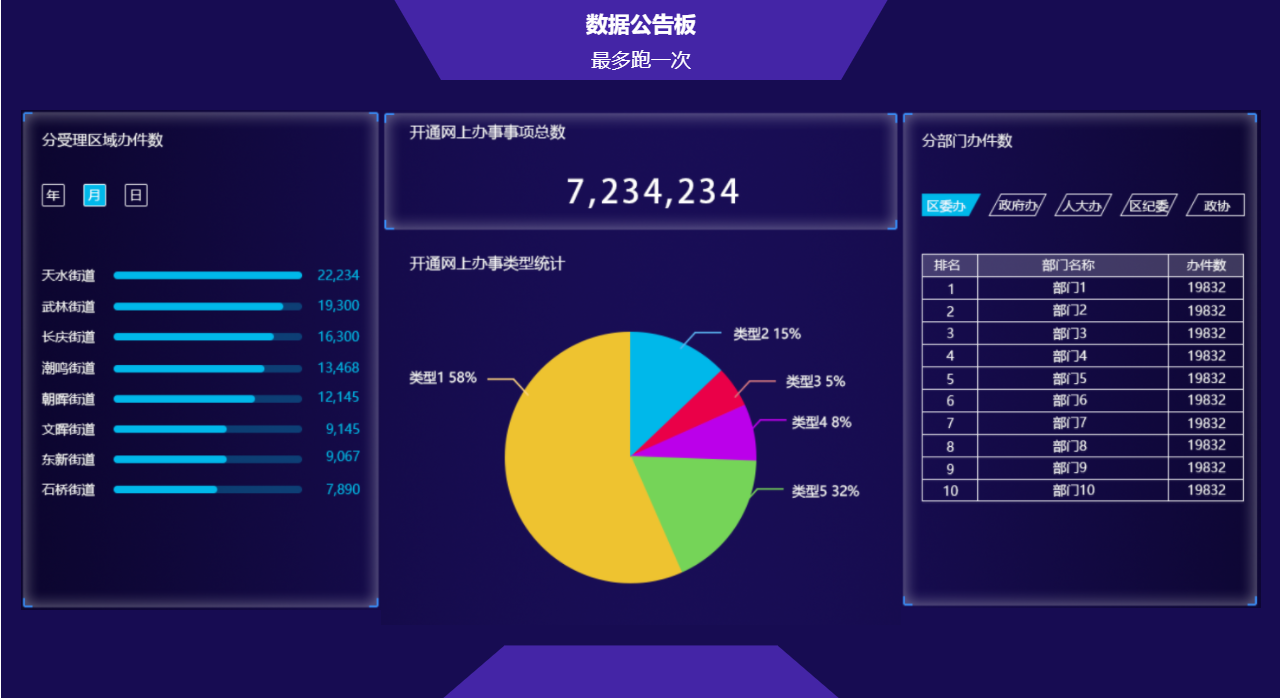 数据公告板
最多跑一次
分受理区域办件数
年 月 日
天水街道 22,234
武林街道 19,300
长庆街道 16,300
潮鸣街道 13,468
朝晖街道 12,145
文晖街道 9,145
东新街道 9,067
石桥街道 7,890
开通网上办事事项总数
7,234,234
开通网上办事类型统计
类型2 15%
类型1 58%
类型3 5%
类型4 8%
类型5 32%
分部门办件数
区委办 政府办 人大办 区纪委 政协
排名 部门名称 办件数
1 部门1 19832
2 部门2 19832
3 部门3 19832
4 部门4 19832
5 部门5 19832
6 部门6 19832
7 部门7 19832
8 部门8 19832
9 部门9 19832
10 部门10 19832